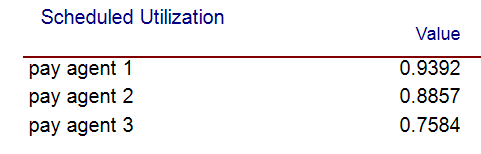 Scheduled Utilization
Value
pay agent 1 0.9392
pay agent 2 0.8857
pay agent 3 0.7584